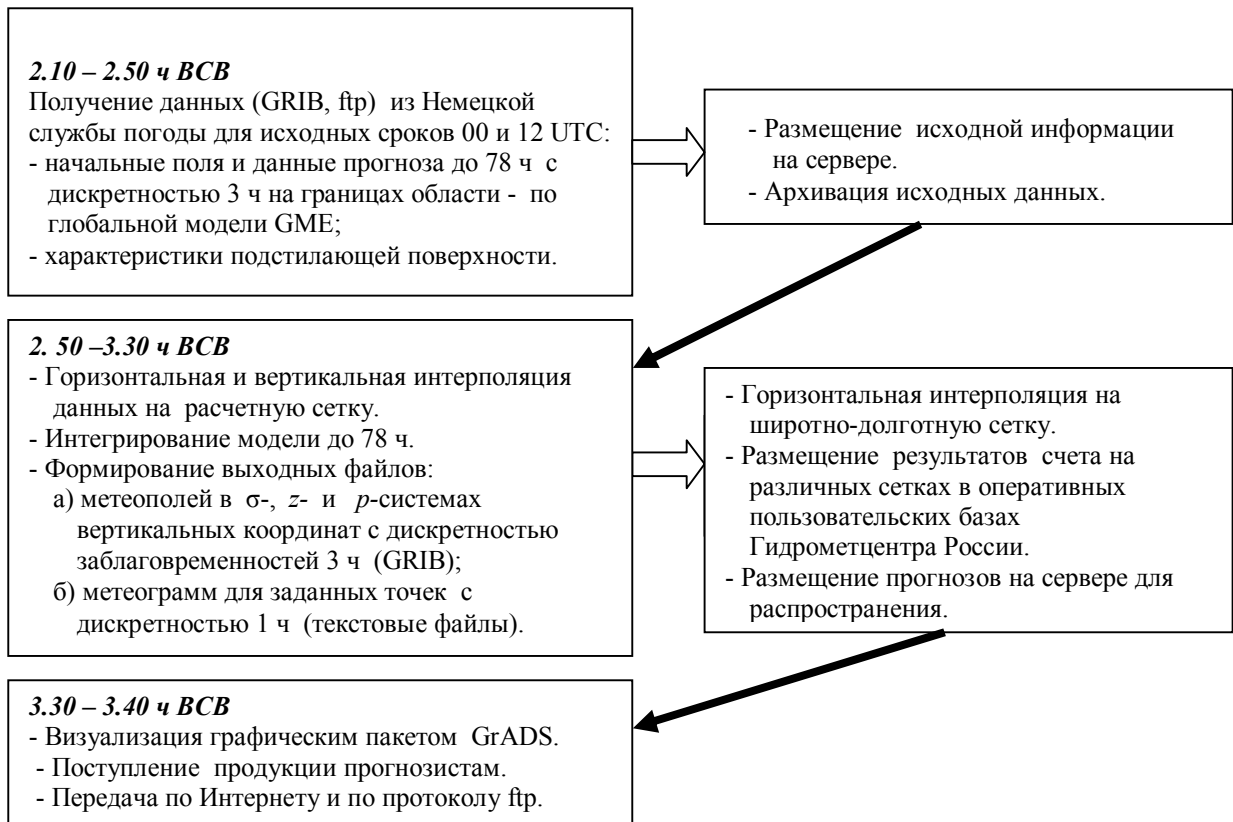 2.10 – 2.50 ч ВСВ
Получение данных (GRIB, ftp) из Немецкой
службы погоды для исходных сроков 00 и 12 UTC:
- начальные поля и данные прогноза до 78 ч с
дискретностью 3 ч на границах области - по
глобальной модели GME;
- характеристики подстилающей поверхности.
- Размещение исходной информации
на сервере.
- Архивация исходных данных.
2. 50 –3.30 ч ВСВ
- Горизонтальная и вертикальная интерполяция
данных на расчетную сетку.
- Интегрирование модели до 78 ч.
- Формирование выходных файлов:
а) метеополей в σ-, z- и p-системах
вертикальных координат с дискретностью
заблаговременностей 3 ч (GRIB);
б) метеограмм для заданных точек с
дискретностью 1 ч (текстовые файлы).
- Горизонтальная интерполяция на
широтно-долготную сетку.
- Размещение результатов счета на
различных сетках в оперативных
пользовательских базах
Гидрометцентра России.
- Размещение прогнозов на сервере для
распространения.
3.30 – 3.40 ч ВСВ
- Визуализация графическим пакетом GrADS.
- Поступление продукции прогнозистам.
- Передача по Интернету и по протоколу ftp.